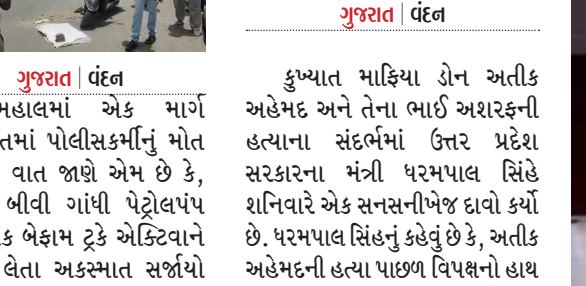 ગુજરાત | વંદન
મહાલમાં એક માર્ગ
પોલીસકર્મીનું મોત
વાત જાણે એમ છે કે,
બીવી ગાંધી પેટ્રોલપંપ
બેફામ ટ્રકે એક્ટિવાને
લેતા અકસ્માત સર્જાયો
ગુજરાત | વંદન
કુખ્યાત માફિયા ડોન અતીક
અહેમદ અને તેના ભાઈ અશરફની
હત્યાના સંદર્ભમાં ઉત્તર પ્રદેશ
સરકારના મંત્રી ધરમપાલ સિંહે
શનિવારે એક સનસનીખેજ દાવો કર્યો
છે. ધરમપાલ સિંહનું કહેવું છે કે, અતીક
અહેમદની હત્યા પાછળ વિપક્ષનો હાથ